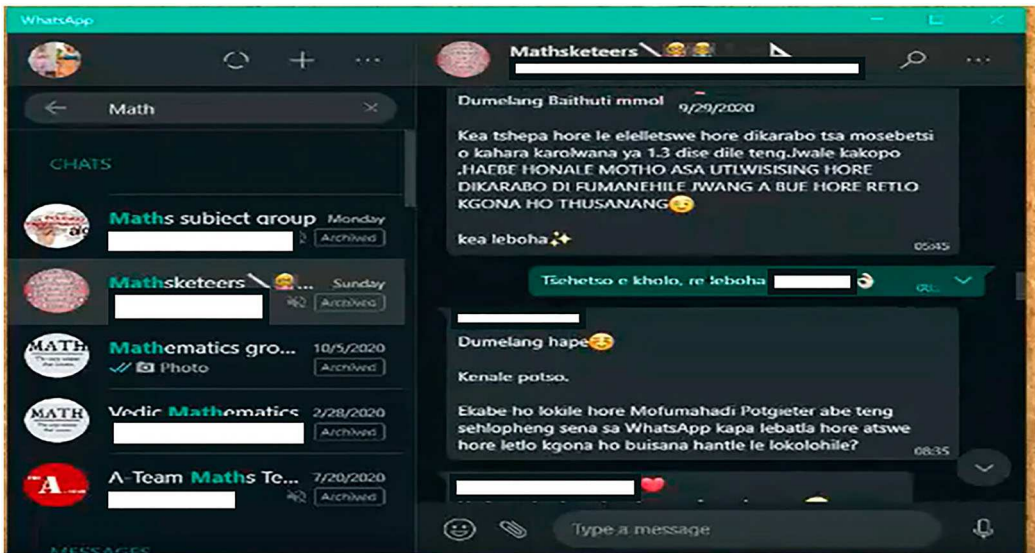 WhatsApp
Math
CHATS
Maths subject group Monday
Archived
Mathsketeers ... Sunday
Archived
Mathematics gro... 10/5/2020
Photo Archived
Vedic Mathematics 2/28/2020
Archived
A-Team Maths Te... 7/20/2020
Archived
MESSAGES
Mathsketeers
Dumelang Baithuti mmol 9/29/2020
Kea tshepa hore le elelletswe hore dikarabo tsa mosebetsi
o kahara karolwana ya 1.3 dise dile teng.Jwale kakopo
,HAEBE HONALE MOTHO ASA UTLWISISING HORE
DIKARABO DI FUMANEHILE JWANG A BUE HORE RETLO
KGONA HO THUSANANG
kea leboha
05:45
Tsehetso e kholo, re leboha
Dumelang hape
Kenale potso.
Ekabe ho lokile hore Mofumahadi Potgieter abe teng
sehlopheng sena sa WhatsApp kapa lebatla hore atswe
hore letlo kgona ho buisana hantle le lokolohile?
08:35
Type a message